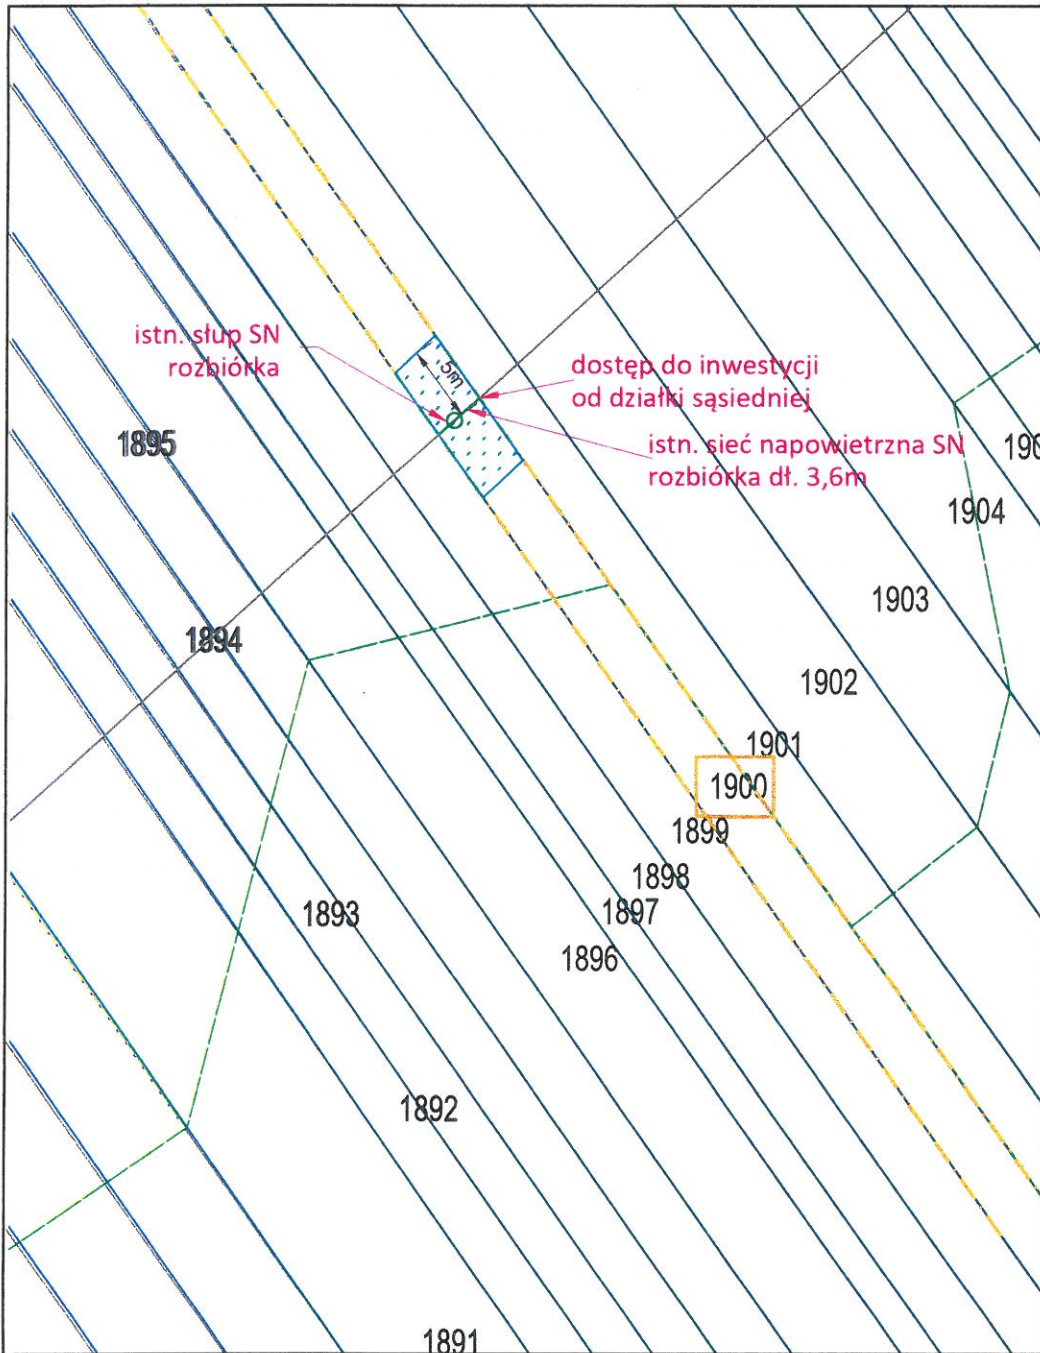 istn. słup SN
rozbiórka
5m
dostęp do inwestycji
od działki sąsiedniej
istn. sieć napowietrzna SN
rozbiórka dł. 3,6m
1895
1904
1903
1894
1902
1901
1900
1899
1898
1897
1893
1896
1892
1891